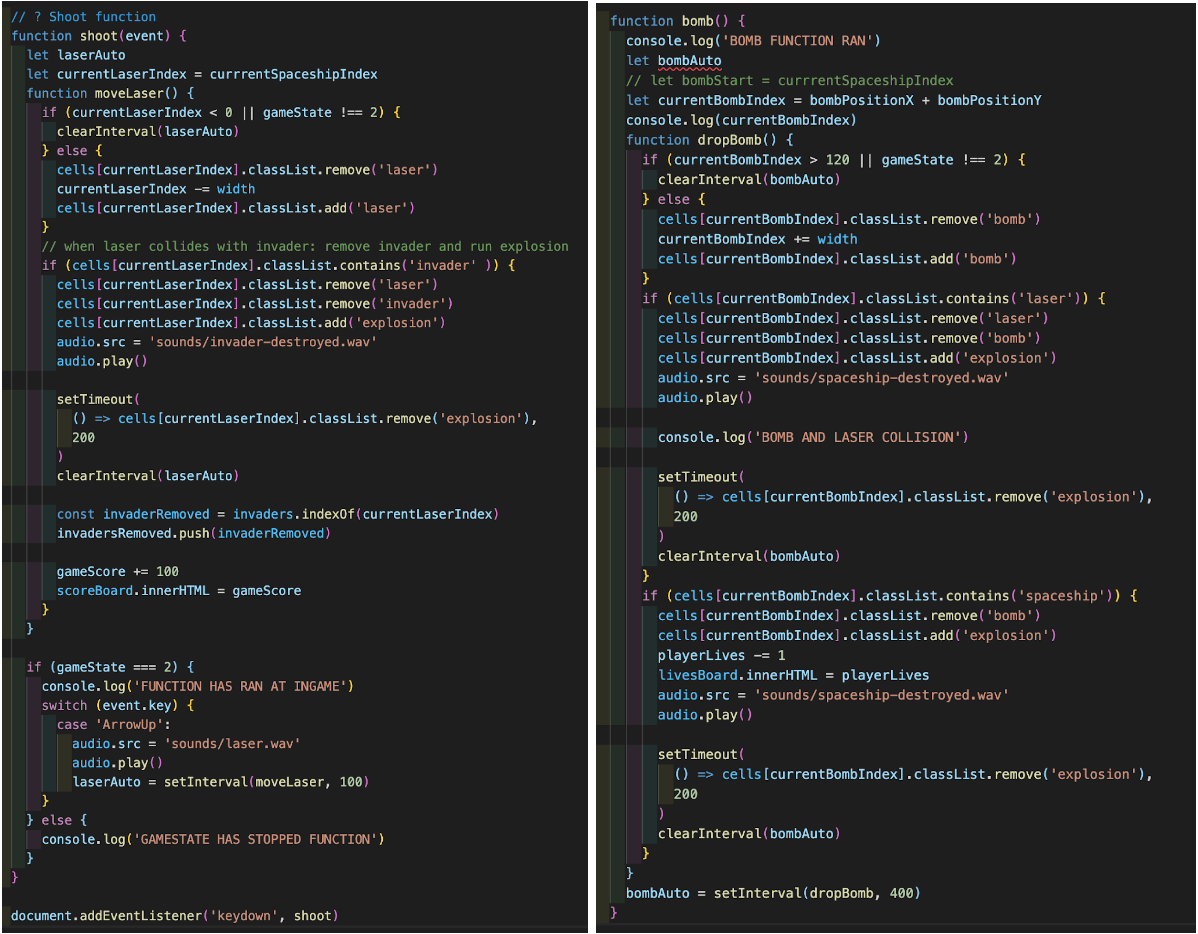 // ? Shoot function
function shoot(event) {
let laserAuto
let currentLaserIndex = currrentSpaceshipIndex
function moveLaser() {
if (currentLaserIndex < 0 || gameState !== 2) {
clearInterval(laserAuto)
} else {
cells[currentLaserIndex].classList.remove('laser')
currentLaserIndex -= width
cells[currentLaserIndex].classList.add('laser')
}
// when laser collides with invader: remove invader and run explosion
if (cells[currentLaserIndex].classList.contains('invader' )) {
cells[currentLaserIndex].classList.remove('laser')
cells[currentLaserIndex].classList.remove('invader')
cells[currentLaserIndex].classList.add('explosion')
audio.src = 'sounds/invader-destroyed.wav'
audio.play()
setTimeout(
() => cells[currentLaserIndex].classList.remove('explosion'),
200
)
clearInterval(laserAuto)
const invaderRemoved = invaders.indexOf(currentLaserIndex)
invadersRemoved.push(invaderRemoved)
gameScore += 100
scoreBoard.innerHTML = gameScore
}
}
if (gameState === 2) {
console.log('FUNCTION HAS RAN AT INGAME')
switch (event.key) {
case 'ArrowUp':
audio.src = 'sounds/laser.wav'
audio.play()
laserAuto = setInterval(moveLaser, 100)
}
} else {
console.log('GAMESTATE HAS STOPPED FUNCTION')
}
}
document.addEventListener('keydown', shoot)
function bomb() {
console.log('BOMB FUNCTION RAN')
let bombAuto
// let bombStart = currrentSpaceshipIndex
let currentBombIndex = bombPositionX + bombPositionY
console.log(currentBombIndex)
function dropBomb() {
if (currentBombIndex > 120 || gameState !== 2) {
clearInterval(bombAuto)
} else {
cells[currentBombIndex].classList.remove('bomb')
currentBombIndex += width
cells[currentBombIndex].classList.add('bomb')
}
if (cells[currentBombIndex].classList.contains('laser')) {
cells[currentBombIndex].classList.remove('laser')
cells[currentBombIndex].classList.remove('bomb')
cells[currentBombIndex].classList.add('explosion')
audio.src = 'sounds/spaceship-destroyed.wav'
audio.play()
console.log('BOMB AND LASER COLLISION')
setTimeout(
() => cells[currentBombIndex].classList.remove('explosion'),
200
)
clearInterval(bombAuto)
}
if (cells[currentBombIndex].classList.contains('spaceship')) {
cells[currentBombIndex].classList.remove('bomb')
cells[currentBombIndex].classList.add('explosion')
playerLives -= 1
livesBoard.innerHTML = playerLives
audio.src = 'sounds/spaceship-destroyed.wav'
audio.play()
setTimeout(
() => cells[currentBombIndex].classList.remove('explosion'),
200
)
clearInterval(bombAuto)
}
}
bombAuto = setInterval(dropBomb, 400)
}